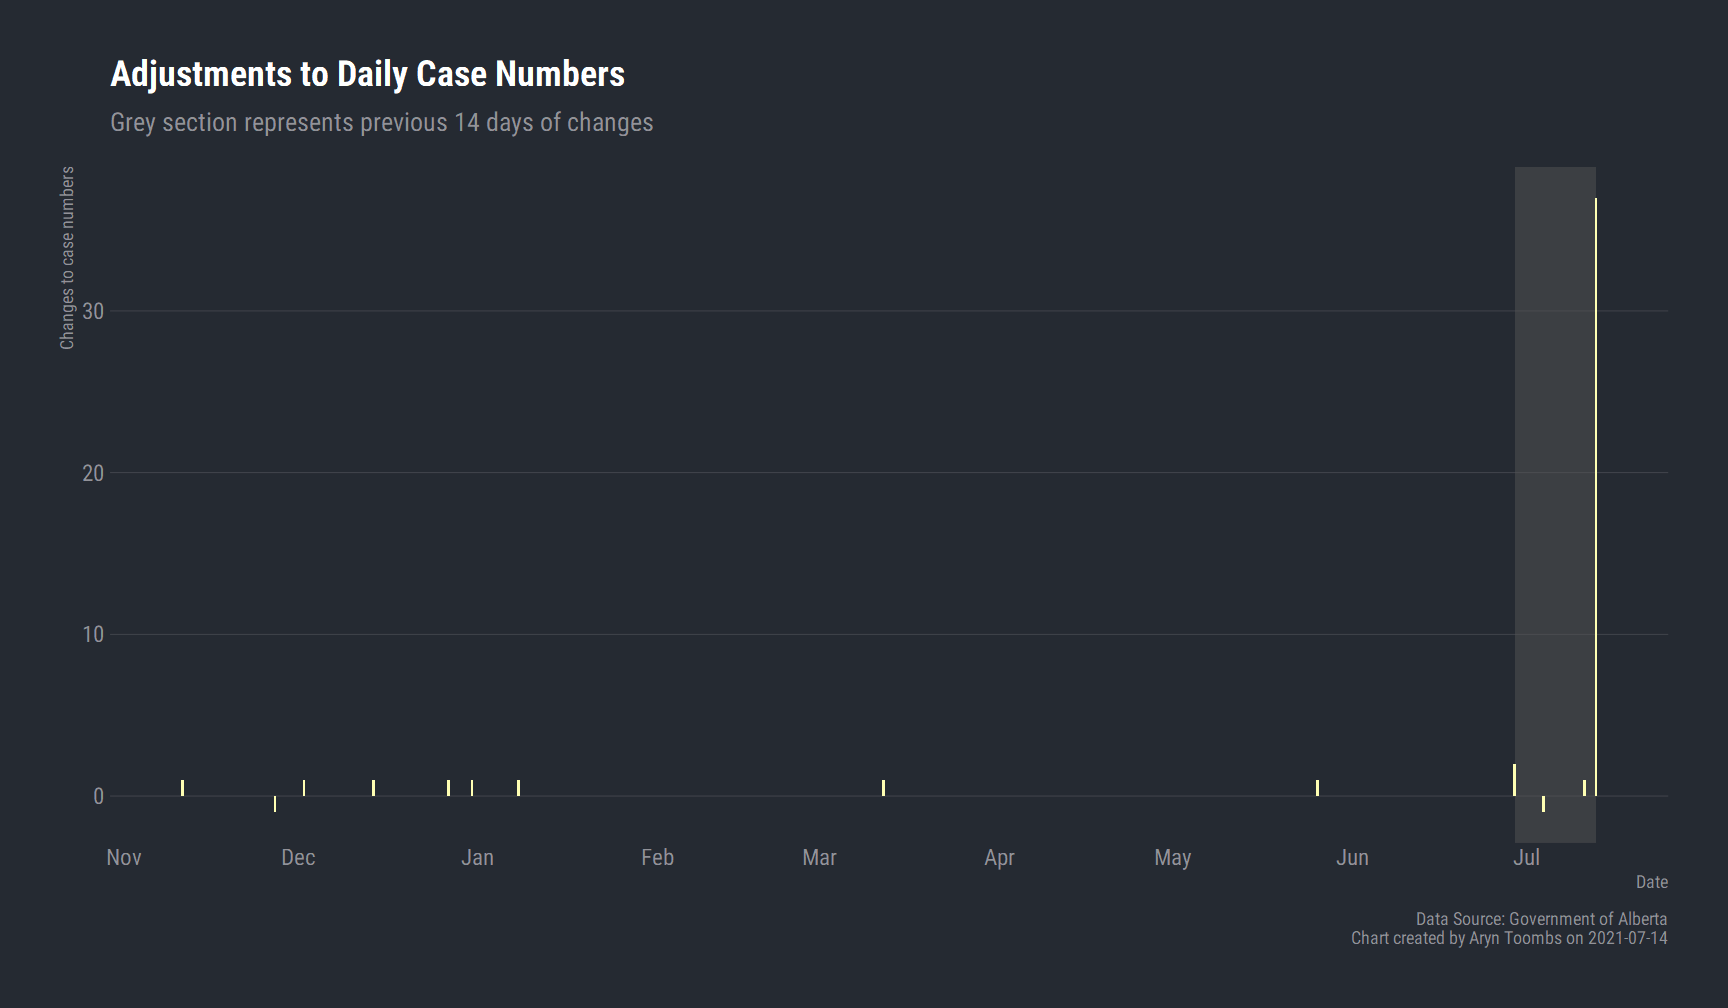 Adjustments to Daily Case Numbers
Grey section represents previous 14 days of changes
Changes to case numbers
30
20
10
0
Nov Dec Jan Feb Mar Apr May Jun Jul
Date
Data Source: Government of Alberta
Chart created by Aryn Toombs on 2021-07-14